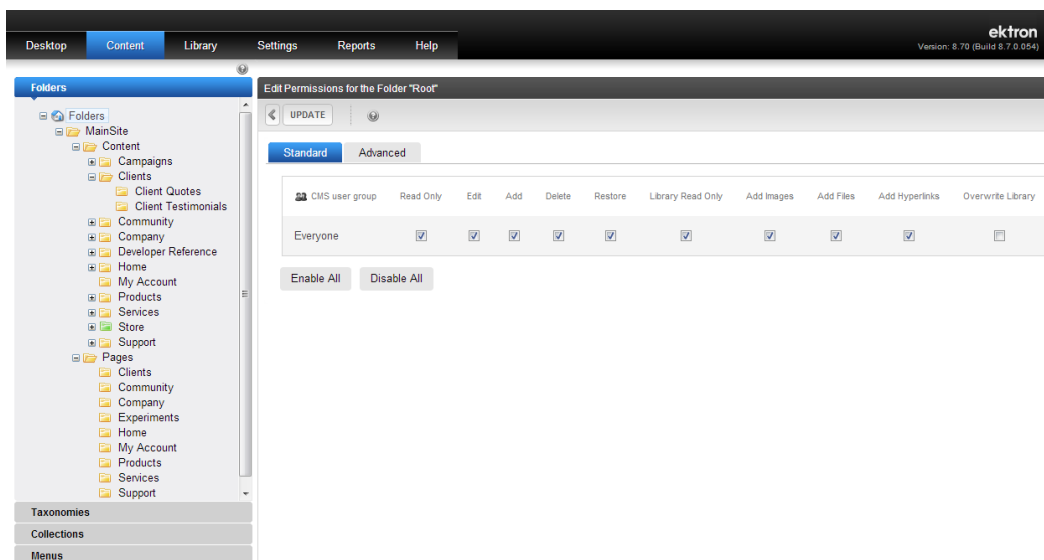 ektron
Desktop Content Library Settings Reports Help
Version: 8.70 (Build 8.7.0.054)
Folders
Folders
MainSite
Content
Campaigns
Clients
Client Quotes
Client Testimonials
Community
Company
Developer Reference
Home
My Account
Products
Services
Store
Support
Pages
Clients
Community
Company
Experiments
Home
My Account
Products
Services
Support
Taxonomies
Collections
Menus
Edit Permissions for the Folder "Root"
UPDATE
Standard Advanced
CMS user group Read Only Edit Add Delete Restore Library Read Only Add Images Add Files Add Hyperlinks Overwrite Library
Everyone
Enable All Disable All